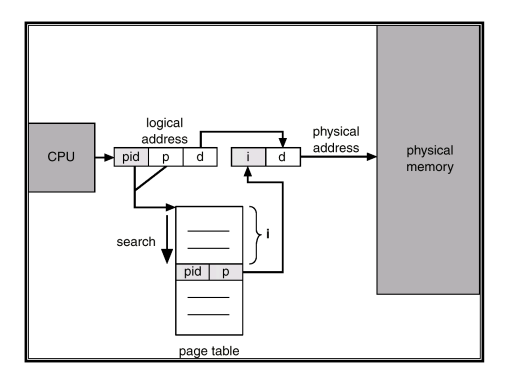 logical
address
physical
address
CPU
pid p d
i d
physical
memory
search
i
pid p
page table